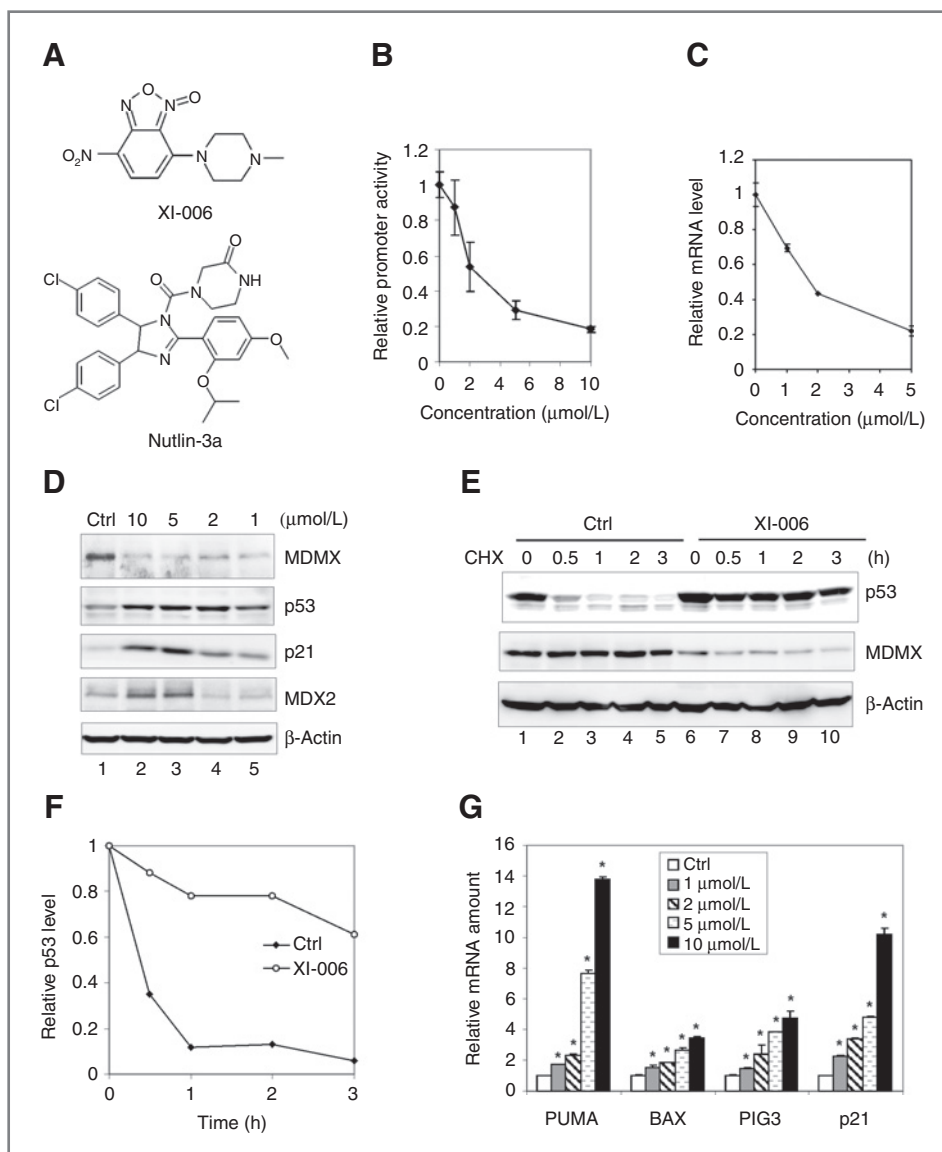 A
N
O
N
O
O₂N
N
N
XI-006
O
Cl
O
N
NH
N
N
O
O
Cl
Nutlin-3a
B
1.2
1
0.8
0.6
0.4
0.2
0
Relative promoter activity
0 2 4 6 8 10
Concentration (μmol/L)
C
1.2
1
0.8
0.6
0.4
0.2
0
Relative mRNA level
0 1 2 3 4 5
Concentration (μmol/L)
D
Ctrl 10 5 2 1 (μmol/L)
MDMX
p53
p21
MDX2
β-Actin
1 2 3 4 5
E
Ctrl XI-006
CHX 0 0.5 1 2 3 0 0.5 1 2 3 (h)
p53
MDMX
β-Actin
1 2 3 4 5 6 7 8 9 10
F
1
0.8
0.6
0.4
0.2
0
Relative p53 level
Ctrl
XI-006
0 1 2 3
Time (h)
G
16
14
12
10
8
6
4
2
0
Relative mRNA amount
Ctrl
1 μmol/L
2 μmol/L
5 μmol/L
10 μmol/L
* * * *
* * * *
* * * *
* * * *
PUMA BAX PIG3 p21